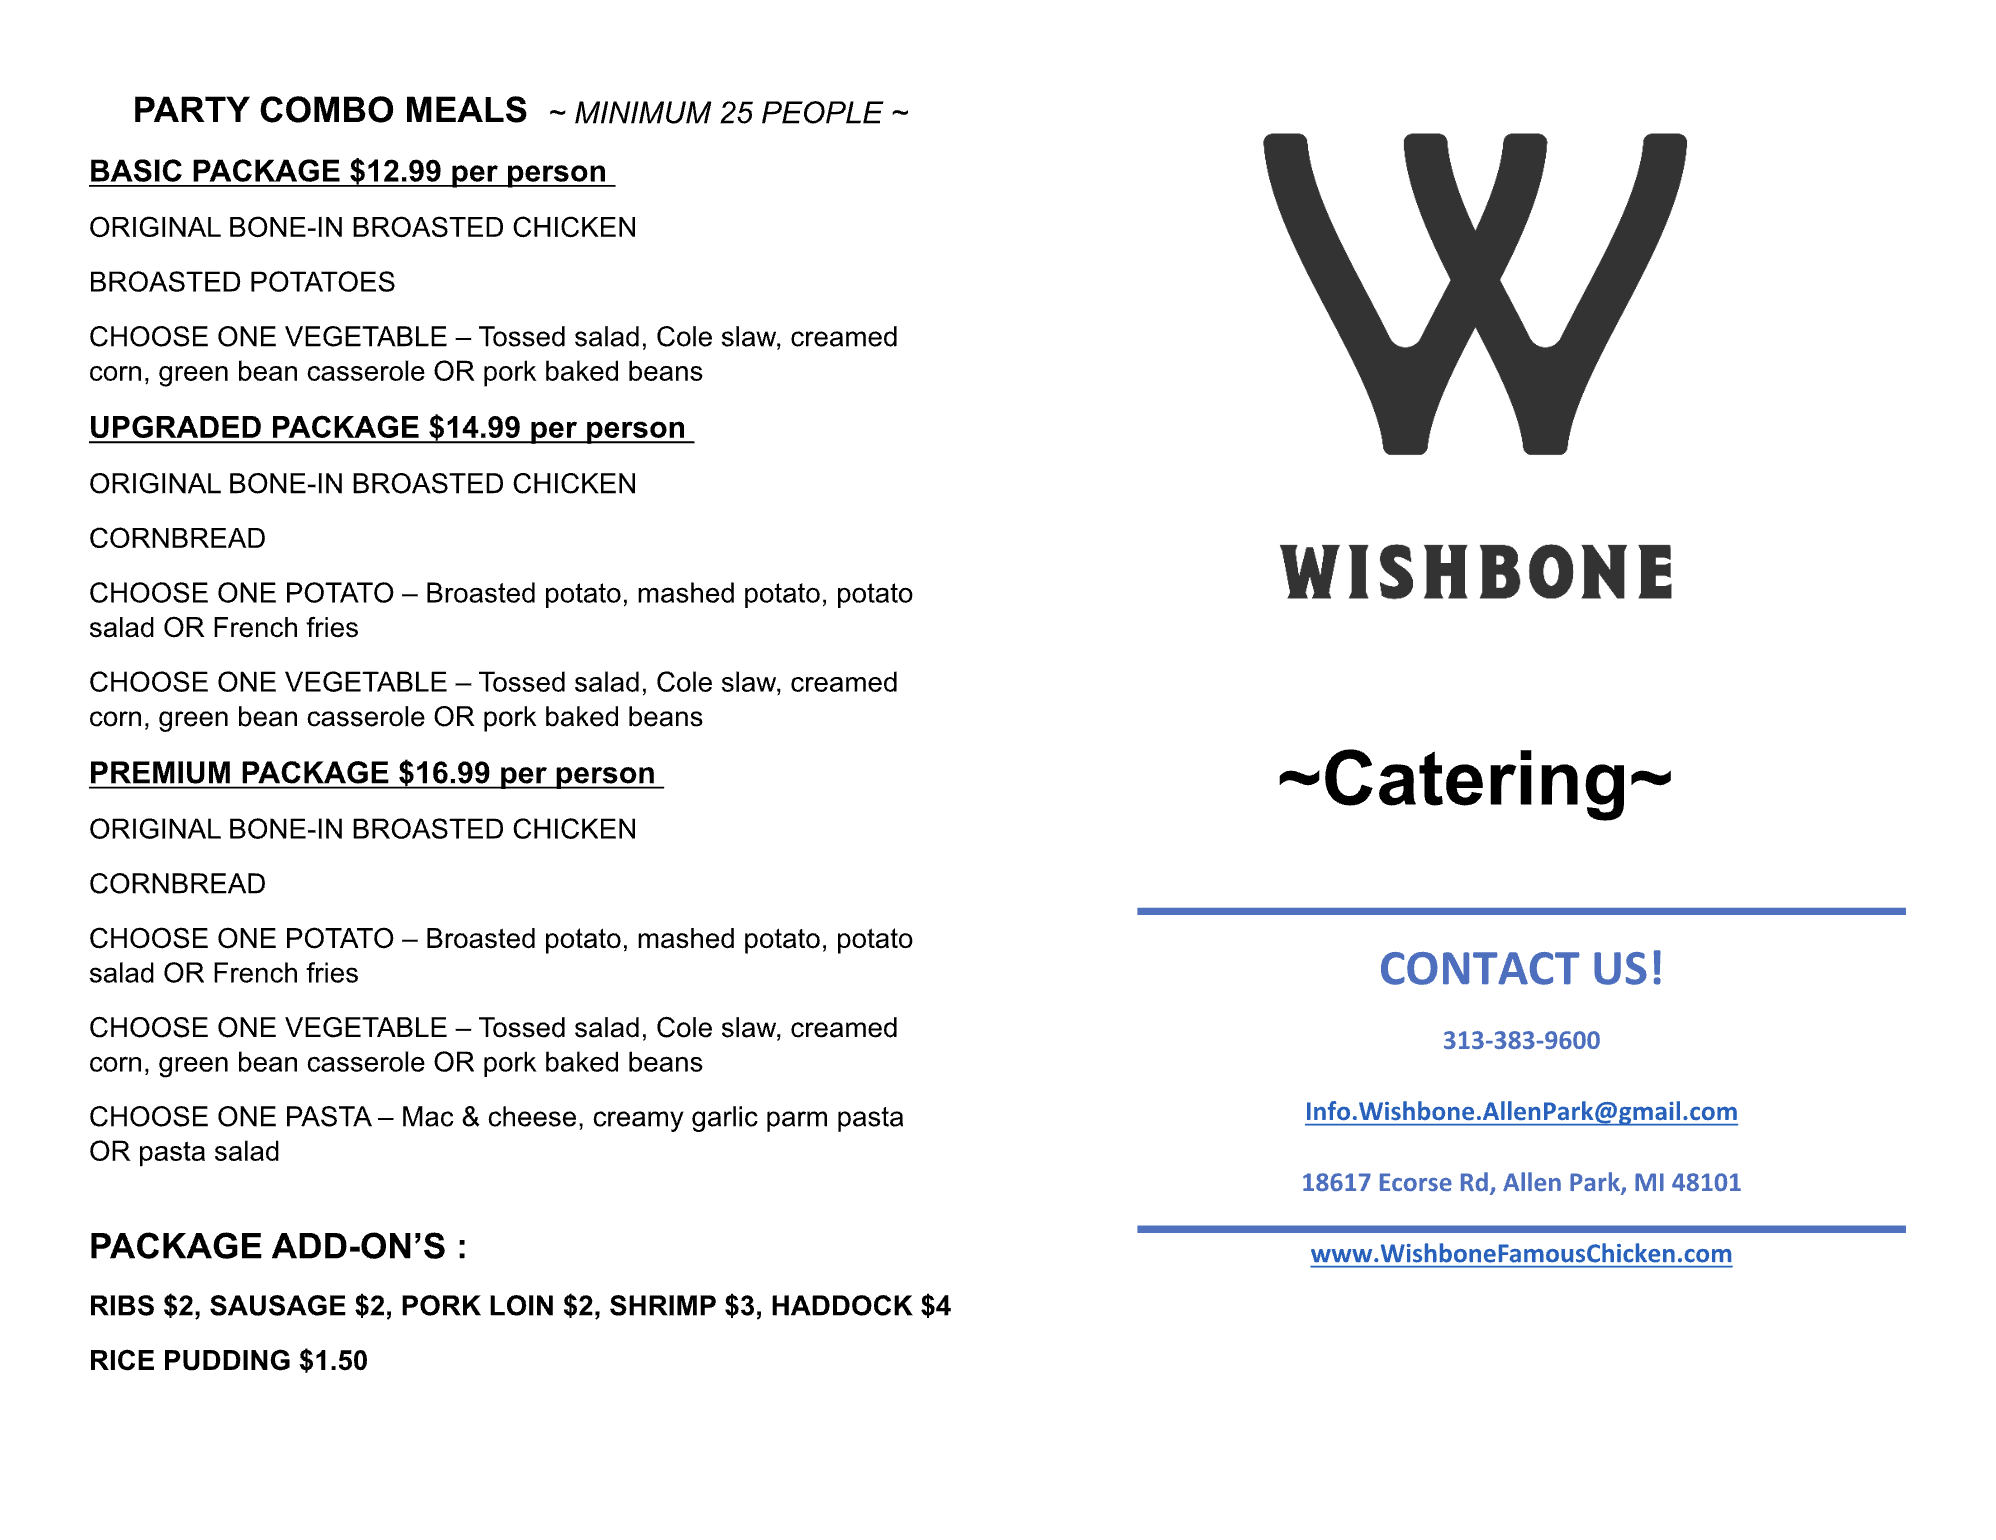 PARTY COMBO MEALS ~ MINIMUM 25 PEOPLE ~
BASIC PACKAGE $12.99 per person
ORIGINAL BONE-IN BROASTED CHICKEN
BROASTED POTATOES
CHOOSE ONE VEGETABLE – Tossed salad, Cole slaw, creamed
corn, green bean casserole OR pork baked beans
UPGRADED PACKAGE $14.99 per person
ORIGINAL BONE-IN BROASTED CHICKEN
CORNBREAD
CHOOSE ONE POTATO – Broasted potato, mashed potato, potato
salad OR French fries
CHOOSE ONE VEGETABLE – Tossed salad, Cole slaw, creamed
corn, green bean casserole OR pork baked beans
PREMIUM PACKAGE $16.99 per person
ORIGINAL BONE-IN BROASTED CHICKEN
CORNBREAD
CHOOSE ONE POTATO – Broasted potato, mashed potato, potato
salad OR French fries
CHOOSE ONE VEGETABLE – Tossed salad, Cole slaw, creamed
corn, green bean casserole OR pork baked beans
CHOOSE ONE PASTA – Mac & cheese, creamy garlic parm pasta
OR pasta salad
PACKAGE ADD-ON’S :
RIBS $2, SAUSAGE $2, PORK LOIN $2, SHRIMP $3, HADDOCK $4
RICE PUDDING $1.50
W
WISHBONE
~Catering~
CONTACT US!
313-383-9600
Info.Wishbone.AllenPark@gmail.com
18617 Ecorse Rd, Allen Park, MI 48101
www.WishboneFamousChicken.com